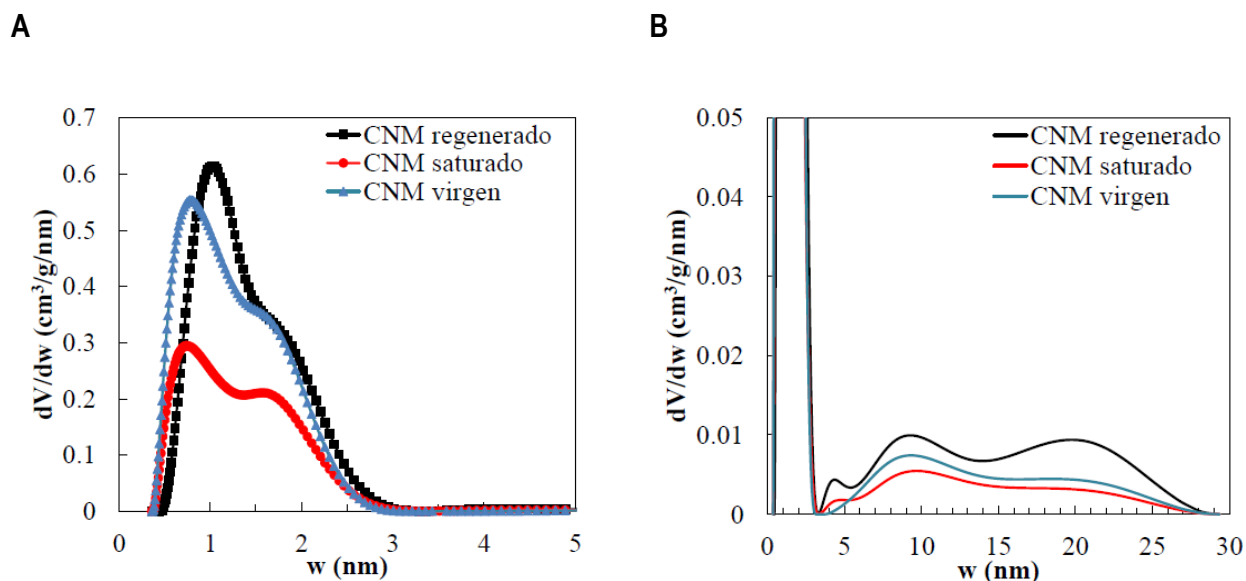 A
B
0.7
0.6
0.5
0.4
0.3
0.2
0.1
0
dV/dw (cm³/g/nm)
CNM regenerado
CNM saturado
CNM virgen
0 1 2 3 4 5
w (nm)
0.05
0.04
0.03
0.02
0.01
0
dV/dw (cm³/g/nm)
CNM regenerado
CNM saturado
CNM virgen
0 5 10 15 20 25 30
w (nm)